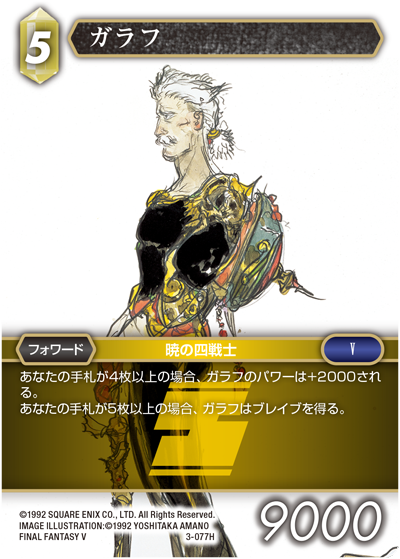 5
ガラフ
フォワード
暁の四戦士
V
あなたの手札が4枚以上の場合、ガラフのパワーは+2000され
る。
あなたの手札が5枚以上の場合、ガラフはブレイブを得る。
©1992 SQUARE ENIX CO., LTD. All Rights Reserved.
IMAGE ILLUSTRATION:©1992 YOSHITAKA AMANO
FINAL FANTASY V
3-077H
9000